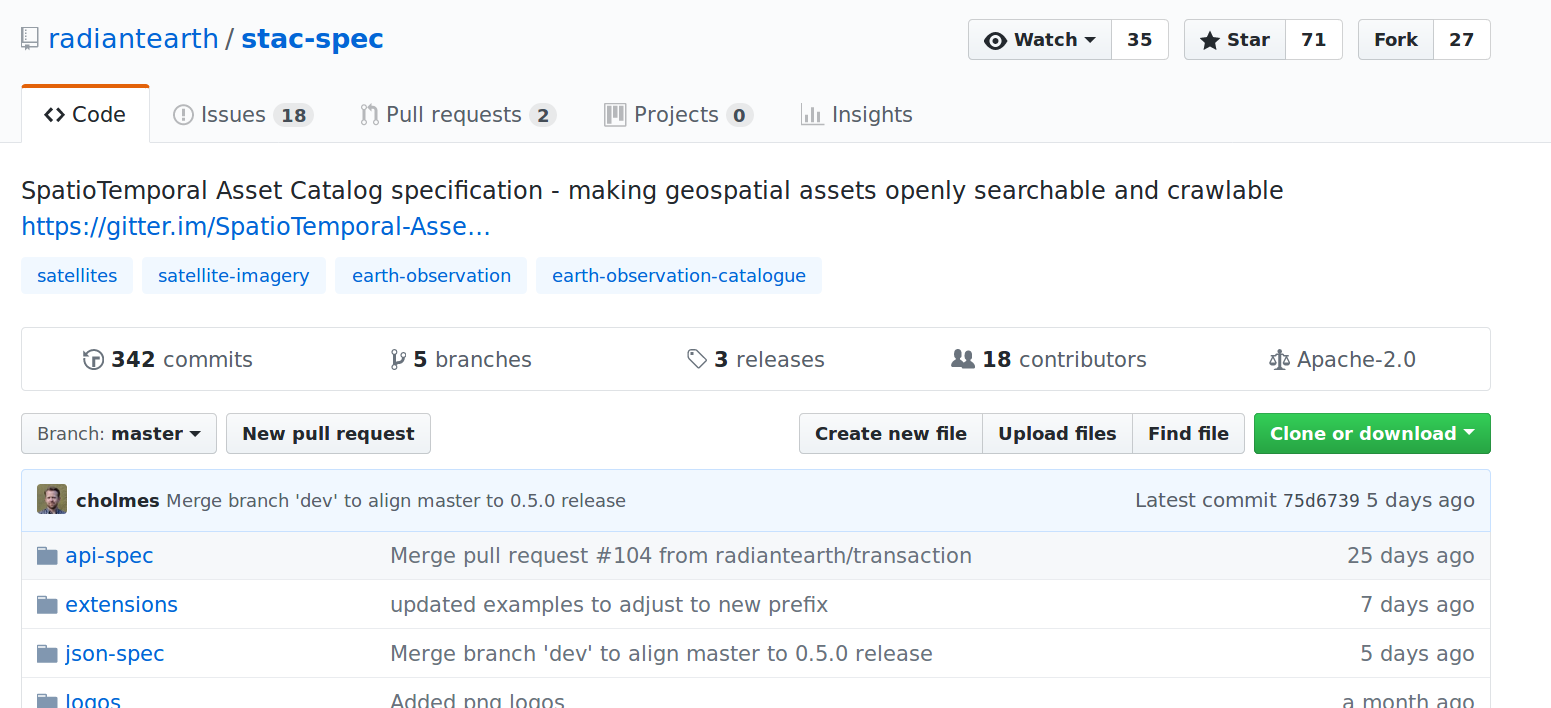 radiantearth / stac-spec
Watch 35 Star 71 Fork 27
Code Issues 18 Pull requests 2 Projects 0 Insights
SpatioTemporal Asset Catalog specification - making geospatial assets openly searchable and crawlable
https://gitter.im/SpatioTemporal-Asse…
satellites satellite-imagery earth-observation earth-observation-catalogue
342 commits 5 branches 3 releases 18 contributors Apache-2.0
Branch: master New pull request Create new file Upload files Find file Clone or download
cholmes Merge branch 'dev' to align master to 0.5.0 release Latest commit 75d6739 5 days ago
api-spec Merge pull request #104 from radiantearth/transaction 25 days ago
extensions updated examples to adjust to new prefix 7 days ago
json-spec Merge branch 'dev' to align master to 0.5.0 release 5 days ago
logos Added png logos a month ago